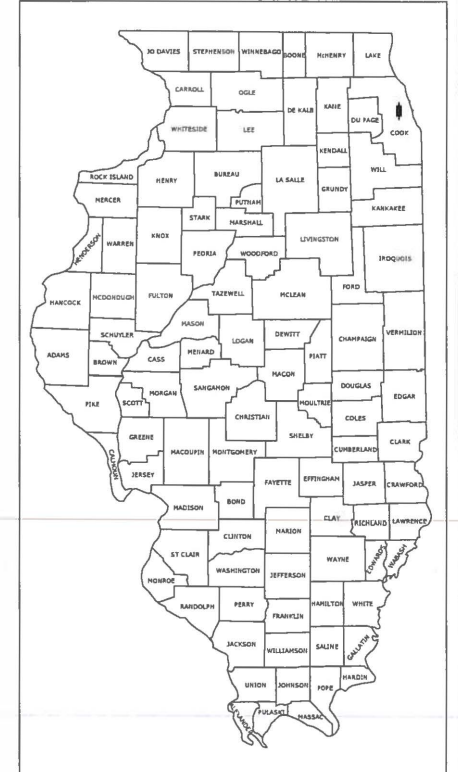 JO DAVIES STEPHENSON WINNEBAGO BOONE McHENRY LAKE
CARROLL OGLE DE KALB KANE DU PAGE COOK
WHITESIDE LEE KENDALL WILL
ROCK ISLAND HENRY BUREAU LA SALLE GRUNDY
MERCER PUTNAM KANKAKEE
STARK MARSHALL
HENDERSON WARREN KNOX PEORIA WOODFORD LIVINGSTON IROQUOIS
HANCOCK MCDONOUGH FULTON TAZEWELL MCLEAN FORD
MASON
SCHUYLER LOGAN DEWITT CHAMPAIGN VERMILION
ADAMS BROWN CASS MENARD PIATT
MACON
PIKE SCOTT MORGAN SANGAMON DOUGLAS EDGAR
CHRISTIAN MOULTRIE COLES
GREENE SHELBY
CALHOUN JERSEY MACOUPIN MONTGOMERY CUMBERLAND CLARK
FAYETTE EFFINGHAM JASPER CRAWFORD
MADISON BOND
CLAY RICHLAND LAWRENCE
CLINTON MARION
ST CLAIR WAYNE EDWARDS WABASH
WASHINGTON JEFFERSON
MONROE
RANDOLPH PERRY HAMILTON WHITE
FRANKLIN
JACKSON WILLIAMSON SALINE GALLATIN
UNION JOHNSON POPE HARDIN
ALEXANDER PULASKI MASSAC